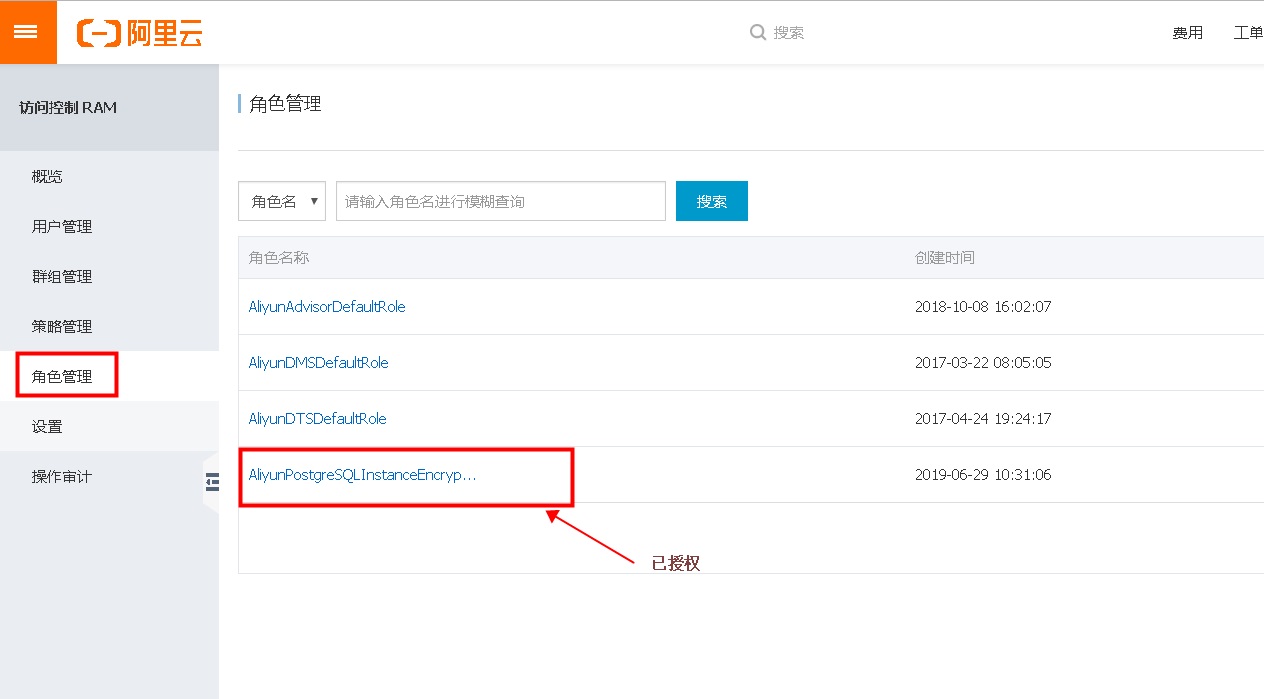 阿里云
搜索
费用
工单
访问控制 RAM
概览
用户管理
群组管理
策略管理
角色管理
设置
操作审计
角色管理
角色名
请输入角色名进行模糊查询
搜索
角色名称 创建时间
AliyunAdvisorDefaultRole 2018-10-08 16:02:07
AliyunDMSDefaultRole 2017-03-22 08:05:05
AliyunDTSDefaultRole 2017-04-24 19:24:17
AliyunPostgreSQLInstanceEncryp... 2019-06-29 10:31:06
已授权